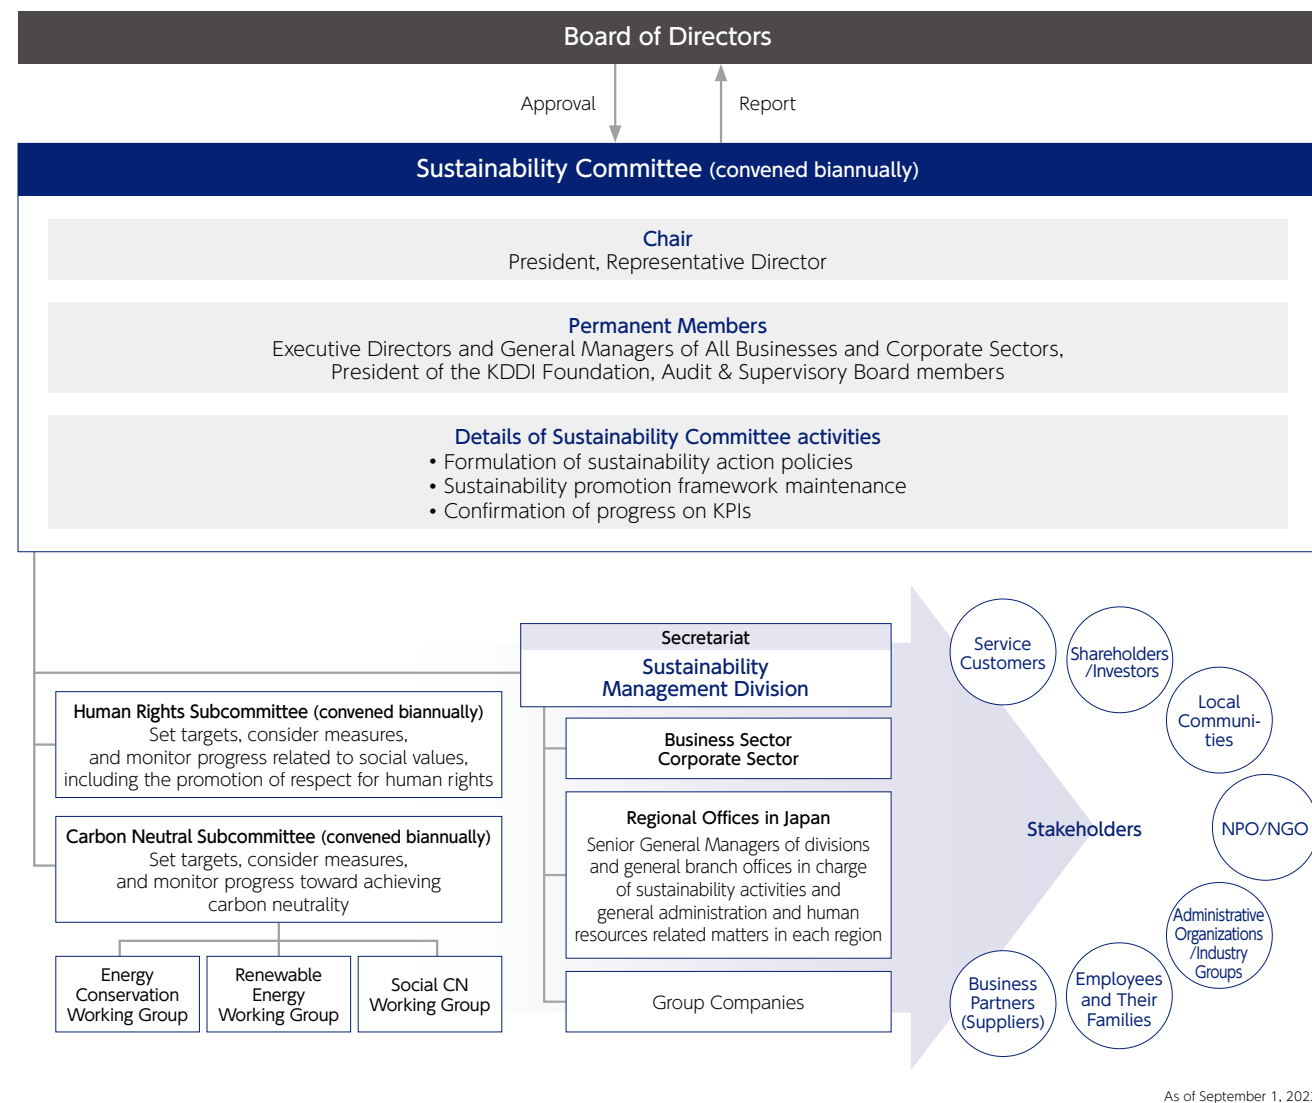 Board of Directors
Approval
Report
Sustainability Committee (convened biannually)
Chair
President, Representative Director
Permanent Members
Executive Directors and General Managers of All Businesses and Corporate Sectors,
President of the KDDI Foundation, Audit & Supervisory Board members
Details of Sustainability Committee activities
• Formulation of sustainability action policies
• Sustainability promotion framework maintenance
• Confirmation of progress on KPIs
Secretariat
Sustainability
Management Division
Human Rights Subcommittee (convened biannually)
Set targets, consider measures,
and monitor progress related to social values,
including the promotion of respect for human rights
Carbon Neutral Subcommittee (convened biannually)
Set targets, consider measures,
and monitor progress toward achieving
carbon neutrality
Energy
Conservation
Working Group
Renewable
Energy
Working Group
Social CN
Working Group
Business Sector
Corporate Sector
Regional Offices in Japan
Senior General Managers of divisions
and general branch offices in charge
of sustainability activities and
general administration and human
resources related matters in each region
Group Companies
Stakeholders
Service
Customers
Shareholders
/Investors
Local
Communi-
ties
NPO/NGO
Administrative
Organizations
/Industry
Groups
Employees
and Their
Families
Business
Partners
(Suppliers)
As of September 1,